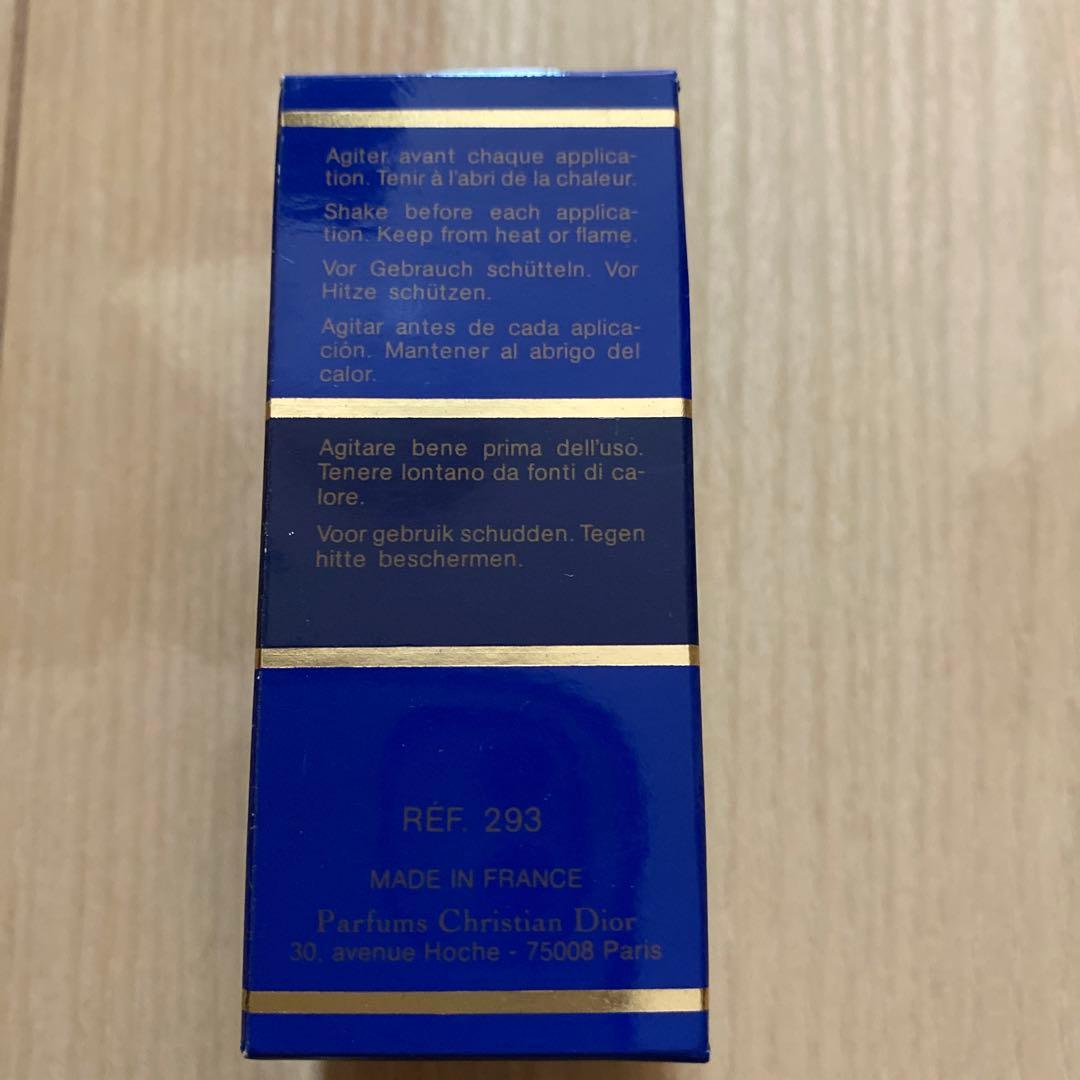 Agiter avant chaque applica-
tion. Tenir à l'abri de la chaleur.
Shake before each applica-
tion. Keep from heat or flame.
Vor Gebrauch schütteln. Vor
Hitze schützen.
Agitar antes de cada aplica-
ción. Mantener al abrigo del
calor.
Agitare bene prima dell'uso.
Tenere lontano da fonti di ca-
lore.
Voor gebruik schudden. Tegen
hitte beschermen.
RÉF. 293
MADE IN FRANCE
Parfums Christian Dior
30, avenue Hoche - 75008 Paris